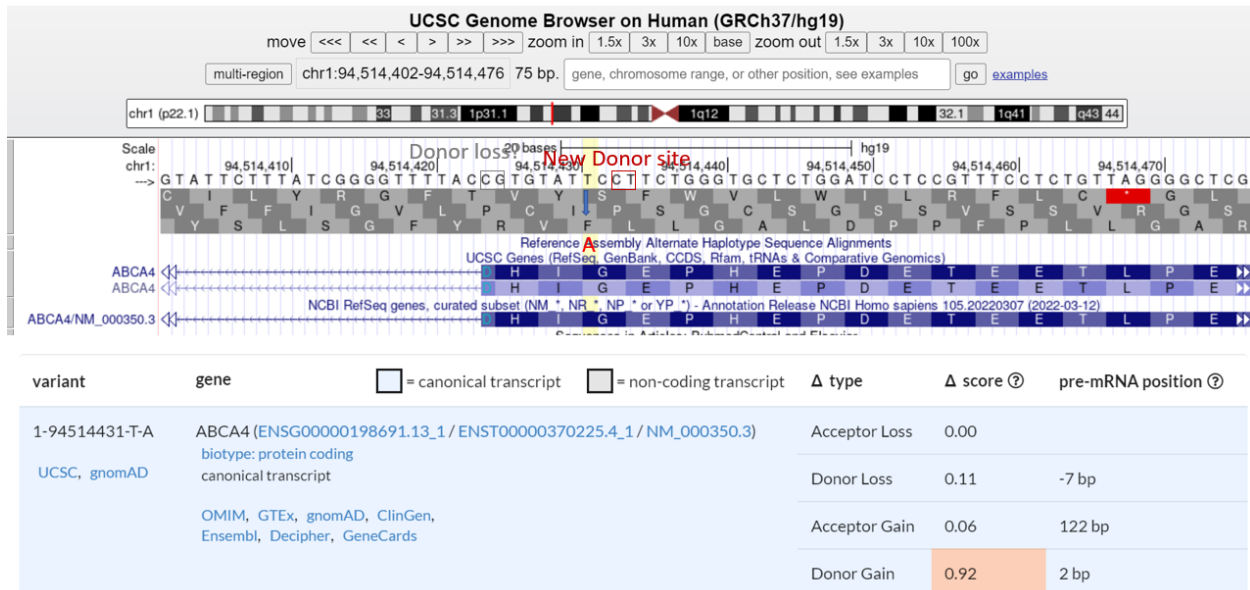 UCSC Genome Browser on Human (GRCh37/hg19)
move <<< << < > >> >>> zoom in 1.5x 3x 10x base zoom out 1.5x 3x 10x 100x
multi-region chr1:94,514,402-94,514,476 75 bp. gene, chromosome range, or other position, see examples go examples
chr1 (p22.1) 33 31.3 1p31.1 1q12 32.1 1q41 q43 44
Scale 20 bases hg19
Donor loss? New Donor site
chr1: 94,514,410 94,514,420 94,514,430 94,514,440 94,514,450 94,514,460 94,514,470
---> G T A T T C T T T A T C G G G G T T T T A C C G T G T A T T C C T T C T G G G T G C T C T G G A T C C T C C G T T T C C T C T G T T A G G G G C T C G
C I L Y R G F T V Y S F W V L W I L R F L C * G L
V F F I G V L P C I P S G C S G S S V S S V R G S
Y S L S G F Y R V F L L G A L D P P F P L L G A R
A
Reference Assembly Alternate Haplotype Sequence Alignments
UCSC Genes (RefSeq, GenBank, CCDS, Rfam, tRNAs & Comparative Genomics)
ABCA4 D H I G E P H E P D E T E E T L P E
ABCA4 H I G E P H E P D E T E E T L P E
NCBI RefSeq genes, curated subset (NM_*, NR_*, NP_* or YP_*) - Annotation Release NCBI Homo sapiens 105.20220307 (2022-03-12)
ABCA4/NM_000350.3 D H I G E P H E P D E T E E T L P E
variant gene = canonical transcript = non-coding transcript Δ type Δ score ? pre-mRNA position ?
1-94514431-T-A ABCA4 (ENSG00000198691.13_1 / ENST00000370225.4_1 / NM_000350.3) Acceptor Loss 0.00
biotype: protein coding
UCSC, gnomAD canonical transcript Donor Loss 0.11 -7 bp
OMIM, GTEx, gnomAD, ClinGen, Acceptor Gain 0.06 122 bp
Ensembl, Decipher, GeneCards
Donor Gain 0.92 2 bp